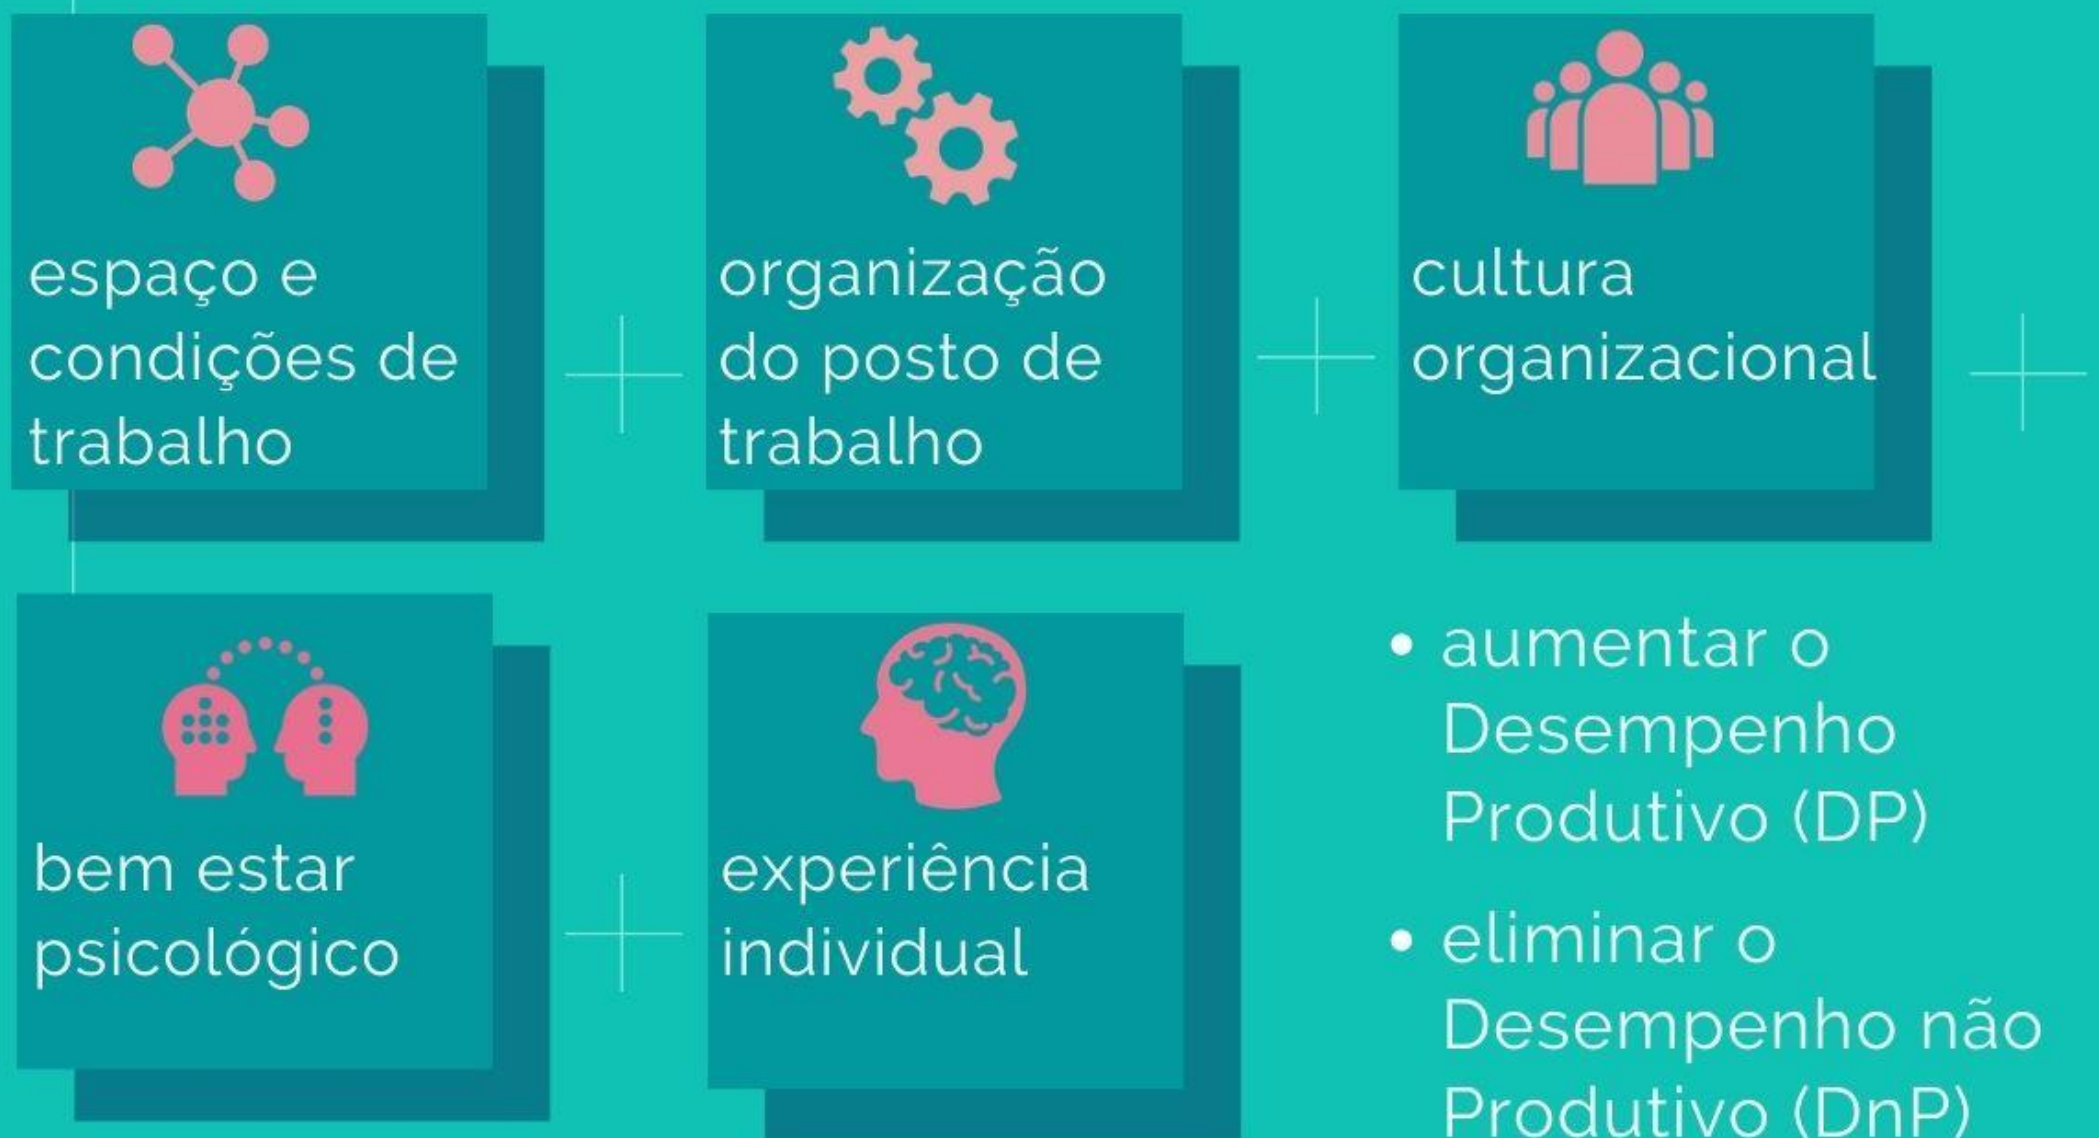 espaço e
condições de
trabalho
organização
do posto de
trabalho
cultura
organizacional
bem estar
psicológico
experiência
individual
• aumentar o
Desempenho
Produtivo (DP)
• eliminar o
Desempenho não
Produtivo (DnP)